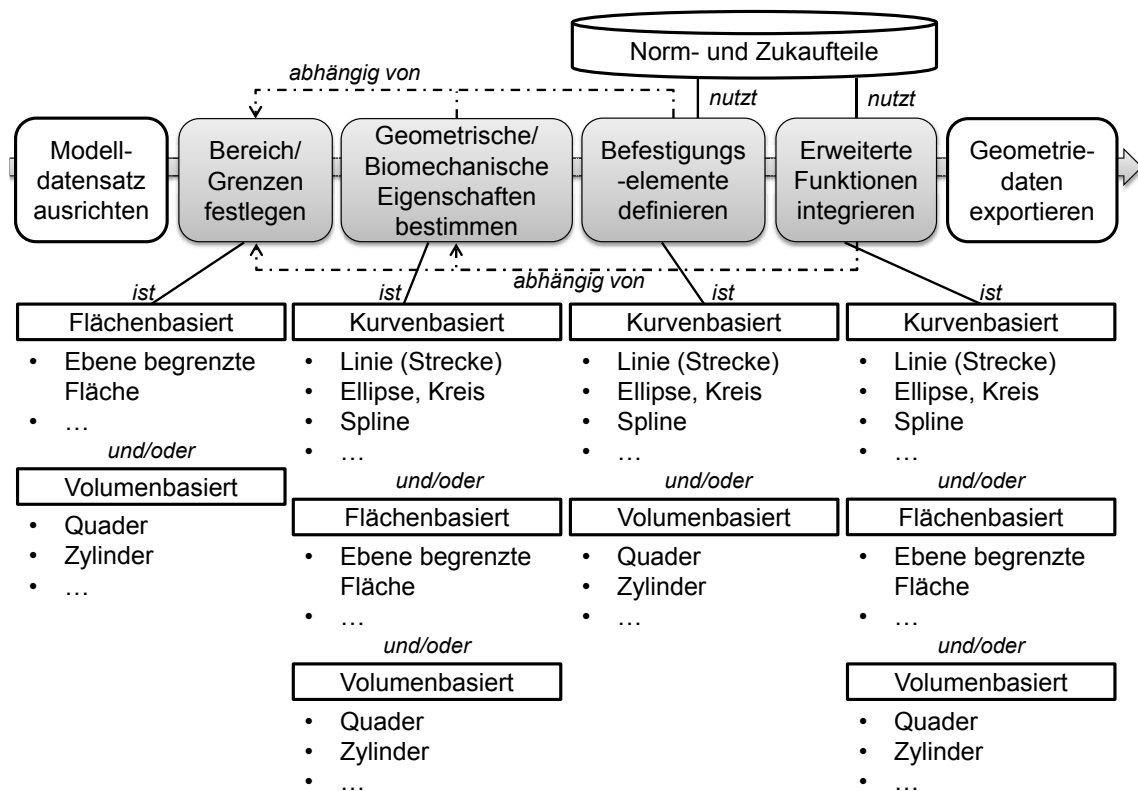 Norm- und Zukaufteile
abhängig von
nutzt
nutzt
Modell-
datensatz
ausrichten
Bereich/
Grenzen
festlegen
Geometrische/
Biomechanische
Eigenschaften
bestimmen
Befestigungs
-elemente
definieren
Erweiterte
Funktionen
integrieren
Geometrie-
daten
exportieren
abhängig von
ist
ist
ist
ist
Flächenbasiert
• Ebene begrenzte
Fläche
• …
und/oder
Volumenbasiert
• Quader
• Zylinder
• …
Kurvenbasiert
• Linie (Strecke)
• Ellipse, Kreis
• Spline
• …
und/oder
Flächenbasiert
• Ebene begrenzte
Fläche
• …
und/oder
Volumenbasiert
• Quader
• Zylinder
• …
Kurvenbasiert
• Linie (Strecke)
• Ellipse, Kreis
• Spline
• …
und/oder
Volumenbasiert
• Quader
• Zylinder
• …
Kurvenbasiert
• Linie (Strecke)
• Ellipse, Kreis
• Spline
• …
und/oder
Flächenbasiert
• Ebene begrenzte
Fläche
• …
und/oder
Volumenbasiert
• Quader
• Zylinder
• …